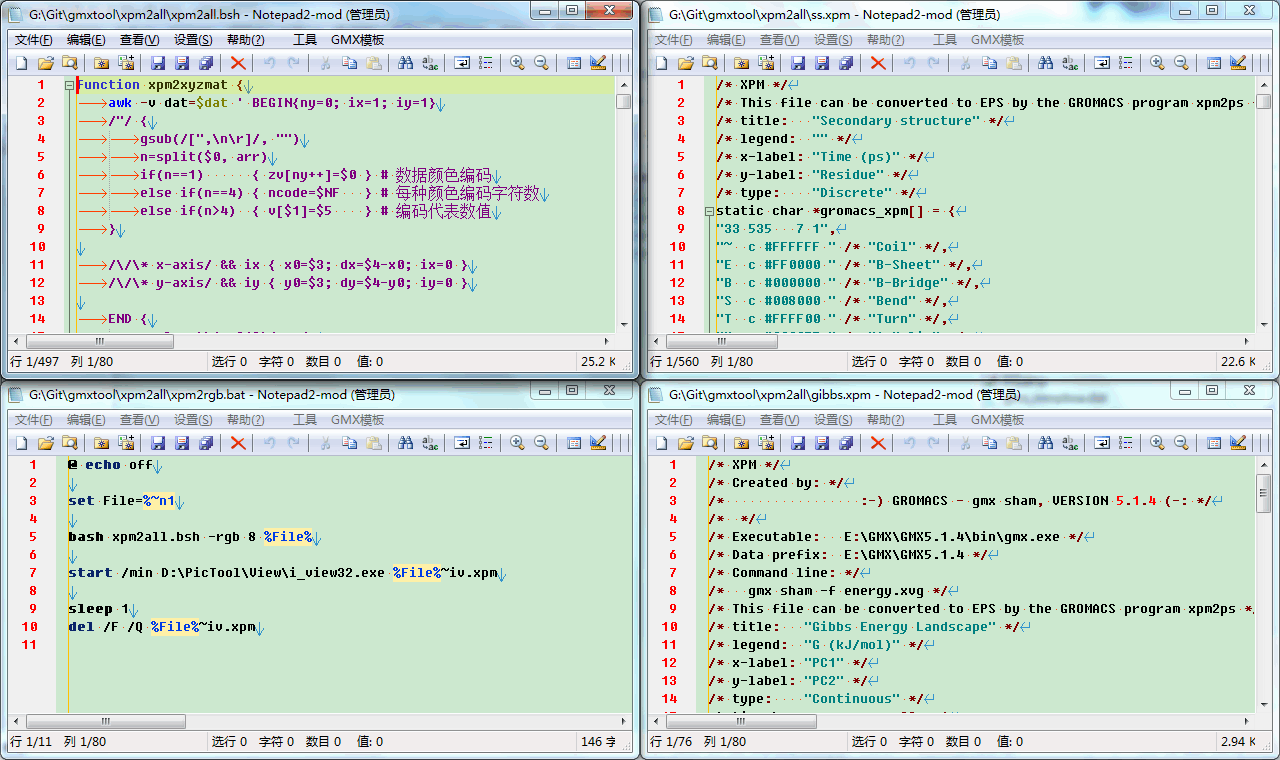 G:\Git\gmxtool\xpm2all\xpm2all.bsh - Notepad2-mod (管理员)
文件(F) 编辑(E) 查看(V) 设置(S) 帮助(?) 工具 GMX模板
1 Function xpm2xyzmat {
2 awk -v dat=$dat ' BEGIN{ny=0; ix=1; iy=1}
3 /"/ {
4 gsub(/[",\n\r]/, "")
5 n=split($0, arr)
6 if(n==1) { zv[ny++]=$0 } # 数据颜色编码
7 else if(n==4) { ncode=$NF } # 每种颜色编码字符数
8 else if(n>4) { v[$1]=$5 } # 编码代表数值
9 }
10
11 /\/\* x-axis/ && ix { x0=$3; dx=$4-x0; ix=0 }
12 /\/\* y-axis/ && iy { y0=$3; dy=$4-y0; iy=0 }
13
14 END {
行 1/497 列 1/80 选行 0 字符 0 数目 0 值: 0 25.2 K
G:\Git\gmxtool\xpm2all\ss.xpm - Notepad2-mod (管理员)
文件(F) 编辑(E) 查看(V) 设置(S) 帮助(?) 工具 GMX模板
1 /* XPM */
2 /* This file can be converted to EPS by the GROMACS program xpm2ps
3 /* title: "Secondary structure" */
4 /* legend: "" */
5 /* x-label: "Time (ps)" */
6 /* y-label: "Residue" */
7 /* type: "Discrete" */
8 static char *gromacs_xpm[] = {
9 "33 535 7 1",
10 "~ c #FFFFFF " /* "Coil" */,
11 "E c #FF0000 " /* "B-Sheet" */,
12 "B c #000000 " /* "B-Bridge" */,
13 "S c #008000 " /* "Bend" */,
14 "T c #FFFF00 " /* "Turn" */,
行 1/560 列 1/80 选行 0 字符 0 数目 0 值: 0 22.6 K
G:\Git\gmxtool\xpm2all\xpm2rgb.bat - Notepad2-mod (管理员)
文件(F) 编辑(E) 查看(V) 设置(S) 帮助(?) 工具 GMX模板
1 @ echo off
2
3 set File=%~n1
4
5 bash xpm2all.bsh -rgb 8 %File%
6
7 start /min D:\PicTool\View\i_view32.exe %File%~iv.xpm
8
9 sleep 1
10 del /F /Q %File%~iv.xpm
11
行 1/11 列 1/80 选行 0 字符 0 数目 0 值: 0 146 字
G:\Git\gmxtool\xpm2all\gibbs.xpm - Notepad2-mod (管理员)
文件(F) 编辑(E) 查看(V) 设置(S) 帮助(?) 工具 GMX模板
1 /* XPM */
2 /* Created by: */
3 /* :-) GROMACS - gmx sham, VERSION 5.1.4 (-: */
4 /* */
5 /* Executable: E:\GMX\GMX5.1.4\bin\gmx.exe */
6 /* Data prefix: E:\GMX\GMX5.1.4 */
7 /* Command line: */
8 /* gmx sham -f energy.xvg */
9 /* This file can be converted to EPS by the GROMACS program xpm2ps *
10 /* title: "Gibbs Energy Landscape" */
11 /* legend: "G (kJ/mol)" */
12 /* x-label: "PC1" */
13 /* y-label: "PC2" */
14 /* type: "Continuous" */
行 1/76 列 1/80 选行 0 字符 0 数目 0 值: 0 2.94 K